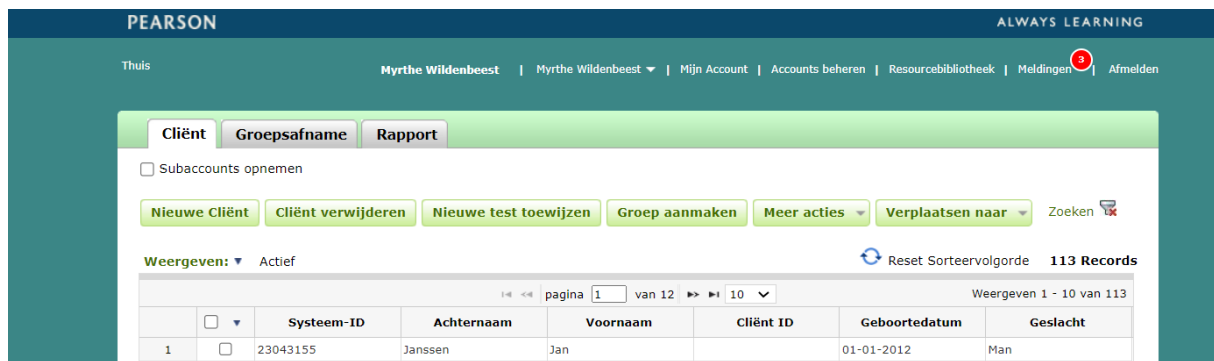 PEARSON ALWAYS LEARNING
Thuis Myrthe Wildenbeest | Myrthe Wildenbeest | Mijn Account | Accounts beheren | Resourcebibliotheek | Meldingen 3 | Afmelden
Cliënt Groepsafname Rapport
Subaccounts opnemen
Nieuwe Cliënt Cliënt verwijderen Nieuwe test toewijzen Groep aanmaken Meer acties Verplaatsen naar Zoeken
Weergeven: Actief Reset Sorteervolgorde 113 Records
pagina 1 van 12 10 Weergeven 1 - 10 van 113
Systeem-ID Achternaam Voornaam Cliënt ID Geboortedatum Geslacht
1 23043155 Janssen Jan 01-01-2012 Man